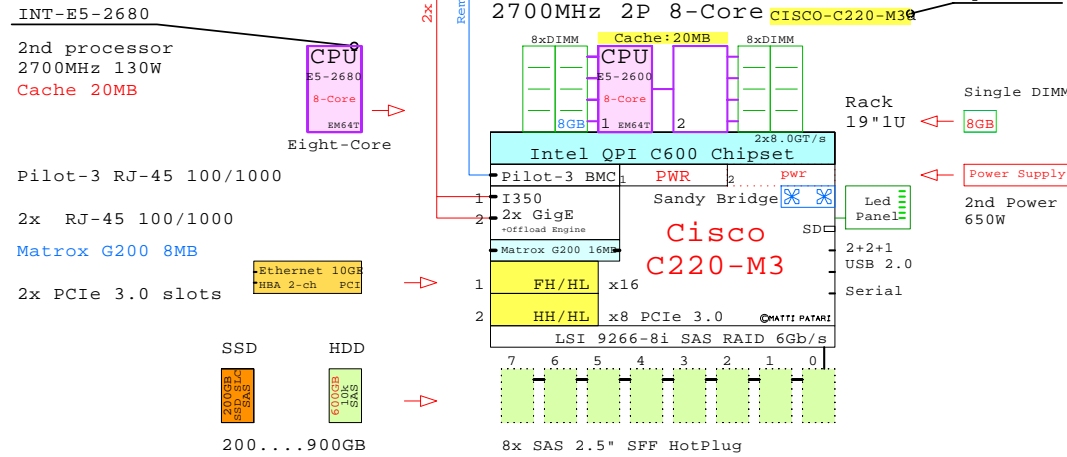 INT-E5-2680
2x
Rem
2700MHz 2P 8-Core
CISCO-C220-M3
2nd processor
2700MHz 130W
Cache 20MB
CPU
E5-2680
8-Core
EM64T
Eight-Core
8xDIMM
Cache:20MB
8xDIMM
CPU
E5-2600
8-Core
8GB
1
EM64T
2
2x8.0GT/s
Intel QPI C600 Chipset
Rack
19"1U
Single DIMM
8GB
Pilot-3 RJ-45 100/1000
Pilot-3 BMC
1
PWR
2
pwr
Power Supply
2nd Power
650W
2x RJ-45 100/1000
1
I350
2
2x GigE
+Offload Engine
Sandy Bridge
Led
Panel
SD
Matrox G200 8MB
Matrox G200 16MB
Cisco
C220-M3
2+2+1
USB 2.0
Serial
2x PCIe 3.0 slots
Ethernet 10GE
HBA 2-ch PCI
1
FH/HL
x16
2
HH/HL
x8 PCIe 3.0
©MATTI PATARI
LSI 9266-8i SAS RAID 6Gb/s
SSD
HDD
7 6 5 4 3 2 1 0
200GB
SSD SLC
SAS
600GB
10k
SAS
200....900GB
8x SAS 2.5" SFF HotPlug